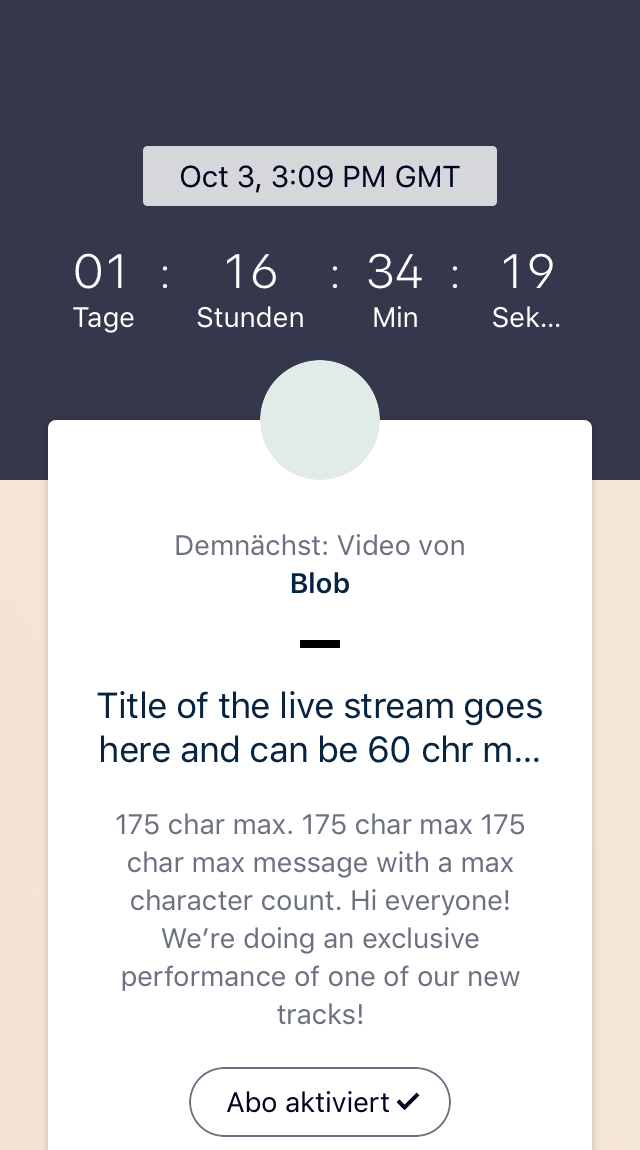 Oct 3, 3:09 PM GMT
01 : 16 : 34 : 19
Tage Stunden Min Sek...
Demnächst: Video von
Blob
Title of the live stream goes
here and can be 60 chr m...
175 char max. 175 char max 175
char max message with a max
character count. Hi everyone!
We’re doing an exclusive
performance of one of our new
tracks!
Abo aktiviert ✔